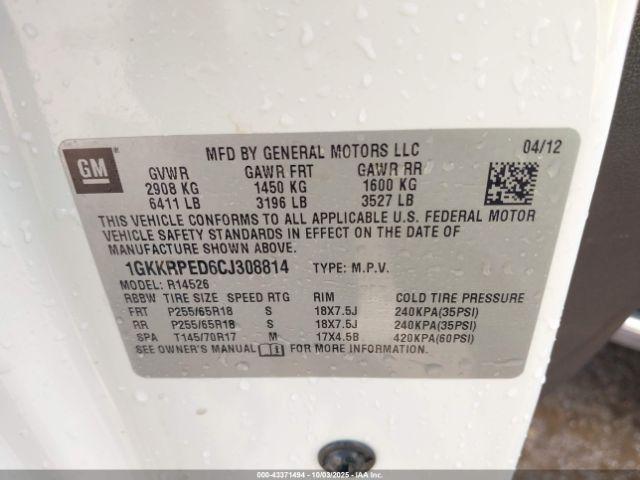 GM
MFD BY GENERAL MOTORS LLC 04/12
GVWR GAWR FRT GAWR RR
2908 KG 1450 KG 1600 KG
6411 LB 3196 LB 3527 LB
THIS VEHICLE CONFORMS TO ALL APPLICABLE U.S. FEDERAL MOTOR
VEHICLE SAFETY STANDARDS IN EFFECT ON THE DATE OF
MANUFACTURE SHOWN ABOVE.
1GKKRPED6CJ308814 TYPE: M.P.V.
MODEL: R14526
RBBW TIRE SIZE SPEED RTG RIM COLD TIRE PRESSURE
FRT P255/65R18 S 18X7.5J 240KPA(35PSI)
RR P255/65R18 S 18X7.5J 240KPA(35PSI)
SPA T145/70R17 M 17X4.5B 420KPA(60PSI)
SEE OWNER'S MANUAL FOR MORE INFORMATION.
000-43371494 - 10/03/2025 - IAAI.com